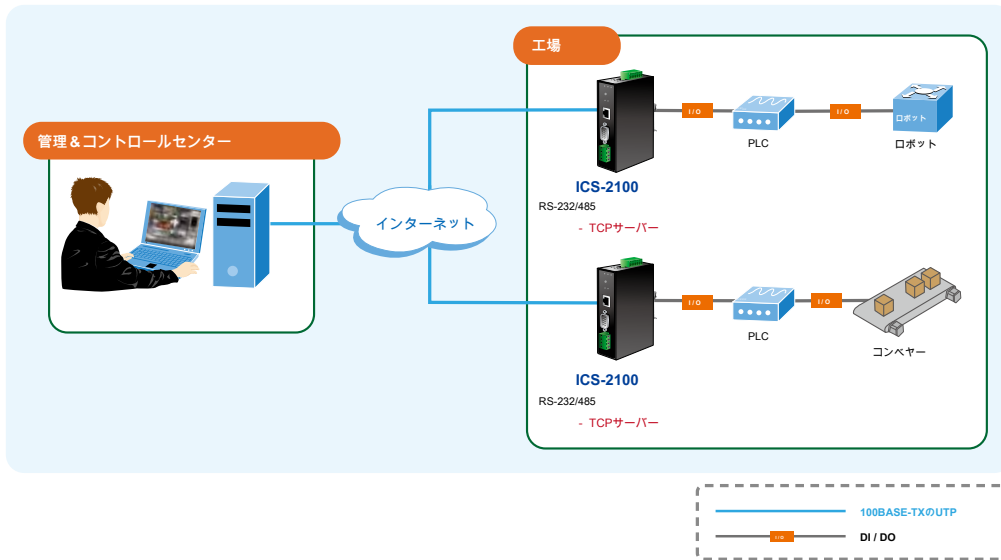 工場
管理&コントロールセンター
インターネット
I / O
I / O
PLC
ロボット
ロボット
ICS-2100
RS-232/485
- TCPサーバー
I / O
I / O
PLC
コンベヤー
ICS-2100
RS-232/485
- TCPサーバー
100BASE-TXのUTP
I / O
DI / DO